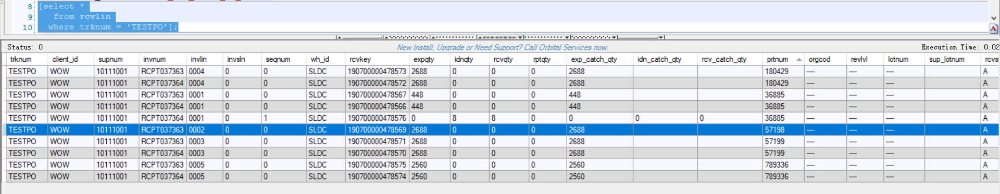 8 [select *
9 from rcvlin
10 where trknum = 'TESTPO'];
Status: 0 New Install, Upgrade or Need Support? Call Orbital Services now. Execution Time: 0.02
trknum client_id supnum invnum invlin invsln seqnum wh_id rcvkey expqty idnqty rcvqty rptqty exp_catch_qty idn_catch_qty rcv_catch_qty prtnum orgcod revlvl lotnum sup_lotnum rcvs
TESTPO WOW 10111001 RCPT037363 0004 0 0 SLDC 190700000478573 2688 0 0 0 2688 180429 ---- ---- ---- A
TESTPO WOW 10111001 RCPT037364 0004 0 0 SLDC 190700000478572 2688 0 0 0 2688 180429 ---- ---- ---- A
TESTPO WOW 10111001 RCPT037363 0001 0 0 SLDC 190700000478567 448 0 0 0 448 36885 ---- ---- ---- A
TESTPO WOW 10111001 RCPT037364 0001 0 0 SLDC 190700000478566 448 0 0 0 448 36885 ---- ---- ---- A
TESTPO WOW 10111001 RCPT037364 0001 0 1 SLDC 190700000478576 0 8 8 0 0 0 0 36885 ---- ---- ---- A
TESTPO WOW 10111001 RCPT037363 0002 0 0 SLDC 190700000478569 2688 0 0 0 2688 57198 ---- ---- ---- A
TESTPO WOW 10111001 RCPT037363 0003 0 0 SLDC 190700000478571 2688 0 0 0 2688 57199 ---- ---- ---- A
TESTPO WOW 10111001 RCPT037364 0003 0 0 SLDC 190700000478570 2688 0 0 0 2688 57199 ---- ---- ---- A
TESTPO WOW 10111001 RCPT037363 0005 0 0 SLDC 190700000478575 2560 0 0 0 2560 789336 ---- ---- ---- A
TESTPO WOW 10111001 RCPT037364 0005 0 0 SLDC 190700000478574 2560 0 0 0 2560 789336 ---- ---- ---- A